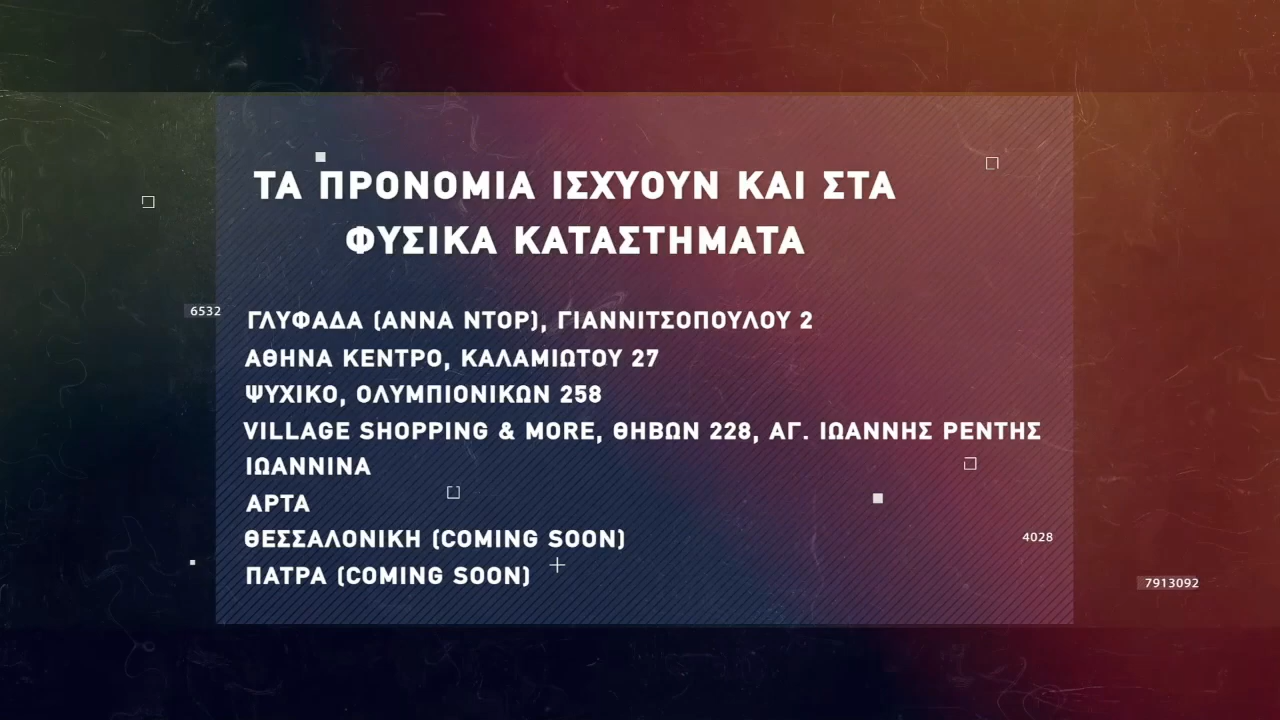 ΤΑ ΠΡΟΝΟΜΙΑ ΙΣΧΥΟΥΝ ΚΑΙ ΣΤΑ
ΦΥΣΙΚΑ ΚΑΤΑΣΤΗΜΑΤΑ
6532
ΓΛΥΦΑΔΑ (ΑΝΝΑ ΝΤΟΡ), ΓΙΑΝΝΙΤΣΟΠΟΥΛΟΥ 2
ΑΘΗΝΑ ΚΕΝΤΡΟ, ΚΑΛΑΜΙΩΤΟΥ 27
ΨΥΧΙΚΟ, ΟΛΥΜΠΙΟΝΙΚΩΝ 258
VILLAGE SHOPPING & MORE, ΘΗΒΩΝ 228, ΑΓ. ΙΩΑΝΝΗΣ ΡΕΝΤΗΣ
ΙΩΑΝΝΙΝΑ
ΑΡΤΑ
ΘΕΣΣΑΛΟΝΙΚΗ (COMING SOON)
4028
ΠΑΤΡΑ (COMING SOON)
7913092